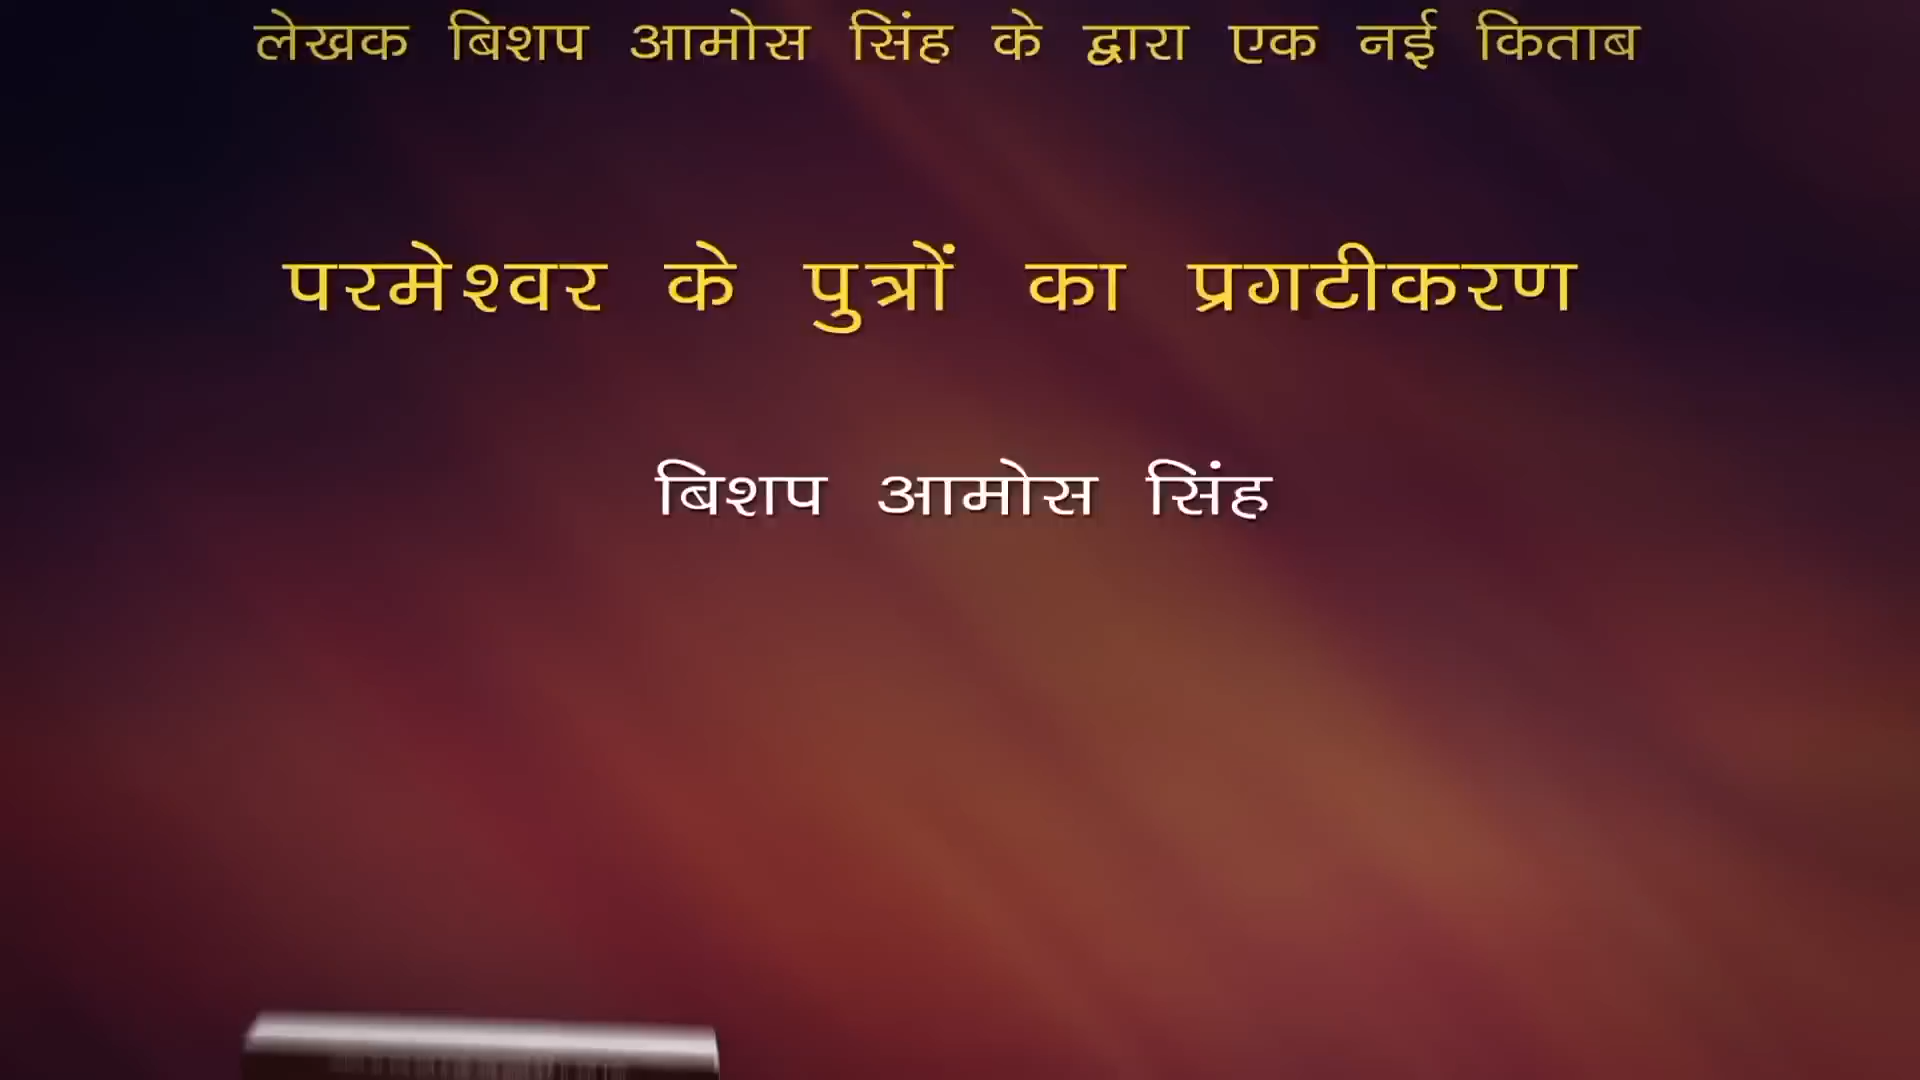 लेखक बिशप आमोस सिंह के द्वारा एक नई किताब
परमेश्वर के पुत्रों का प्रगटीकरण
बिशप आमोस सिंह